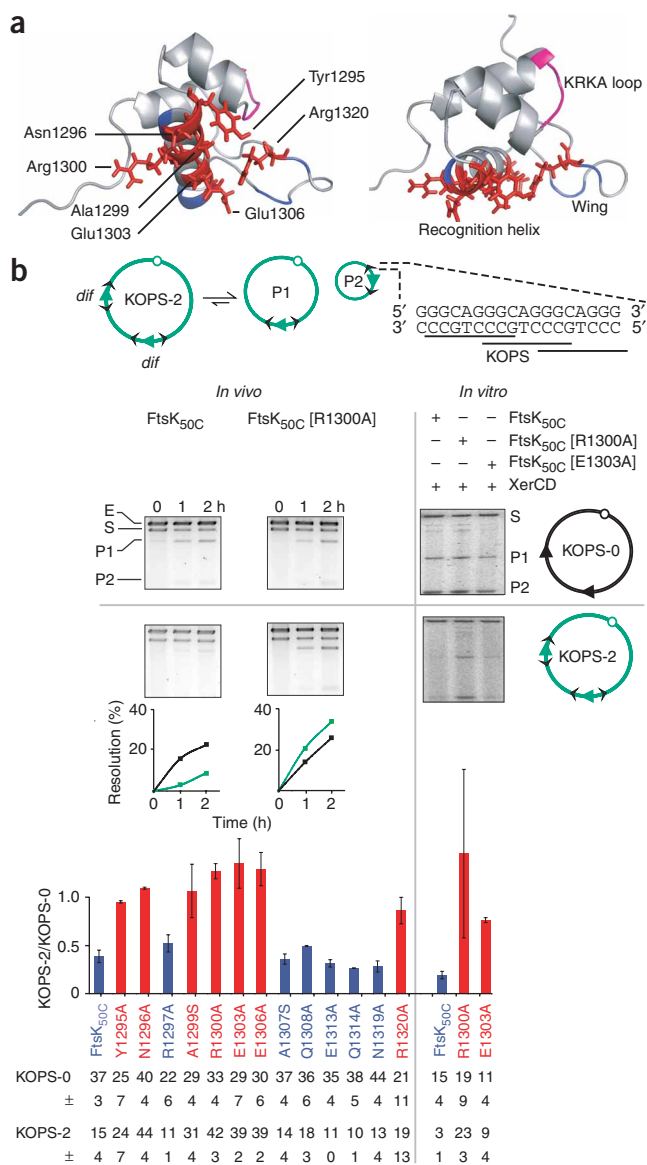 a
Tyr1295
Arg1320
Asn1296
Arg1300
Ala1299
Glu1303
Glu1306
KRKA loop
Wing
Recognition helix
b
dif
KOPS-2
dif
P1
P2
5′ GGGCAGGGCAGGGCAGGG 3′
3′ CCCGTCCCGTCCCGTCCC 5′
KOPS
In vivo
In vitro
FtsK50C
FtsK50C [R1300A]
+ – – FtsK50C
– + – FtsK50C [R1300A]
– – + FtsK50C [E1303A]
+ + + XerCD
0 1 2 h
0 1 2 h
E
S
P1
P2
S
P1
P2
KOPS-0
KOPS-2
Resolution (%)
40
20
0 1 2
40
20
0 1 2
Time (h)
KOPS-2/KOPS-0
1.0
0.5
0
FtsK50C Y1295A N1296A R1297A A1299S R1300A E1303A E1306A A1307S Q1308A E1313A Q1314A N1319A R1320A FtsK50C R1300A E1303A
KOPS-0 37 25 40 22 29 33 29 30 37 36 35 38 44 21 15 19 11
± 3 7 4 6 4 4 7 6 4 6 4 5 4 11 4 9 4
KOPS-2 15 24 44 11 31 42 39 39 14 18 11 10 13 19 3 23 9
± 4 7 4 1 4 3 2 2 4 3 0 1 4 13 1 3 4